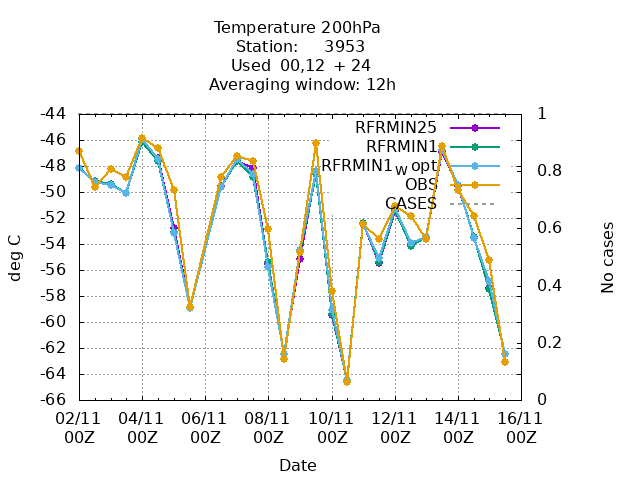 Temperature 200hPa
Station: 3953
Used 00,12 + 24
Averaging window: 12h
-44
-46
-48
-50
-52
-54
-56
-58
-60
-62
-64
-66
1
0.8
0.6
0.4
0.2
0
RFRMIN25
RFRMIN1
RFRMIN1w opt
OBS
CASES
deg C
No cases
02/11 04/11 06/11 08/11 10/11 12/11 14/11 16/11
00Z 00Z 00Z 00Z 00Z 00Z 00Z 00Z
Date